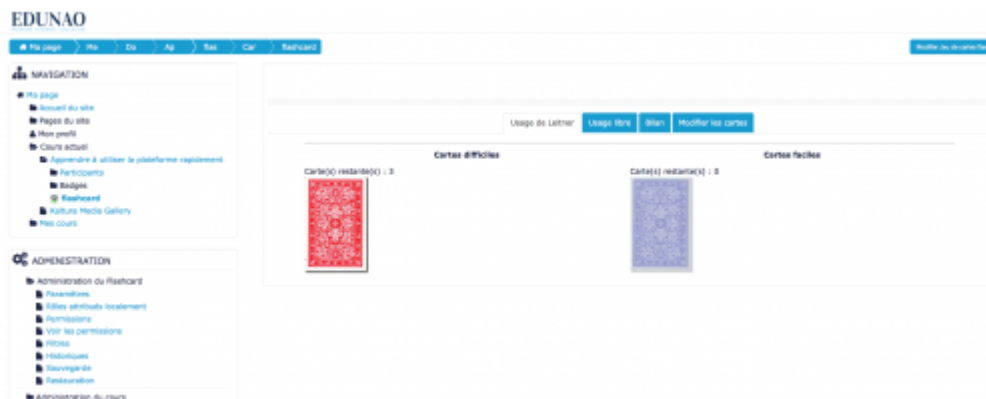 EDUNAO
Ma page Me Do Ap flas Car flashcard
NAVIGATION
Ma page
Accueil du site
Pages du site
Mon profil
Cours actuel
Apprendre à utiliser la plateforme rapidement
Participants
Badges
flashcard
Kaltura Media Gallery
Mes cours
ADMINISTRATION
Administration du Flashcard
Paramètres
Rôles attribués localement
Permissions
Voir les permissions
Filtres
Historiques
Sauvegarde
Restauration
Administration du cours
Usage de Leitner Usage libre Bilan Modifier les cartes
Cartes difficiles Cartes faciles
Carte(s) restante(s) : Carte(s) restante(s) :